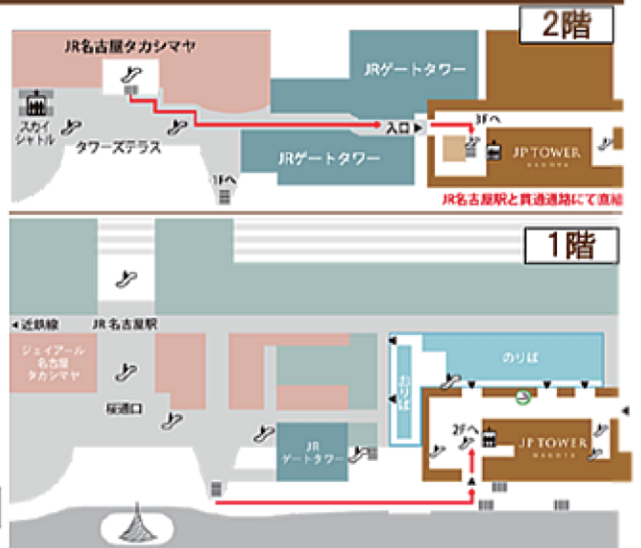 2階
JR名古屋タカシマヤ
JRゲートタワー
スカイ
シャトル
タワーズテラス
入口▶
3Fへ
JP TOWER
NAGOYA
JRゲートタワー
1Fへ
JR名古屋駅と貫通通路にて直結
1階
◀近鉄線
JR名古屋駅
ジェイアール
名古屋
タカシマヤ
のりば
おりば
桜通口
2Fへ
JP TOWER
NAGOYA
JR
ゲートタワー